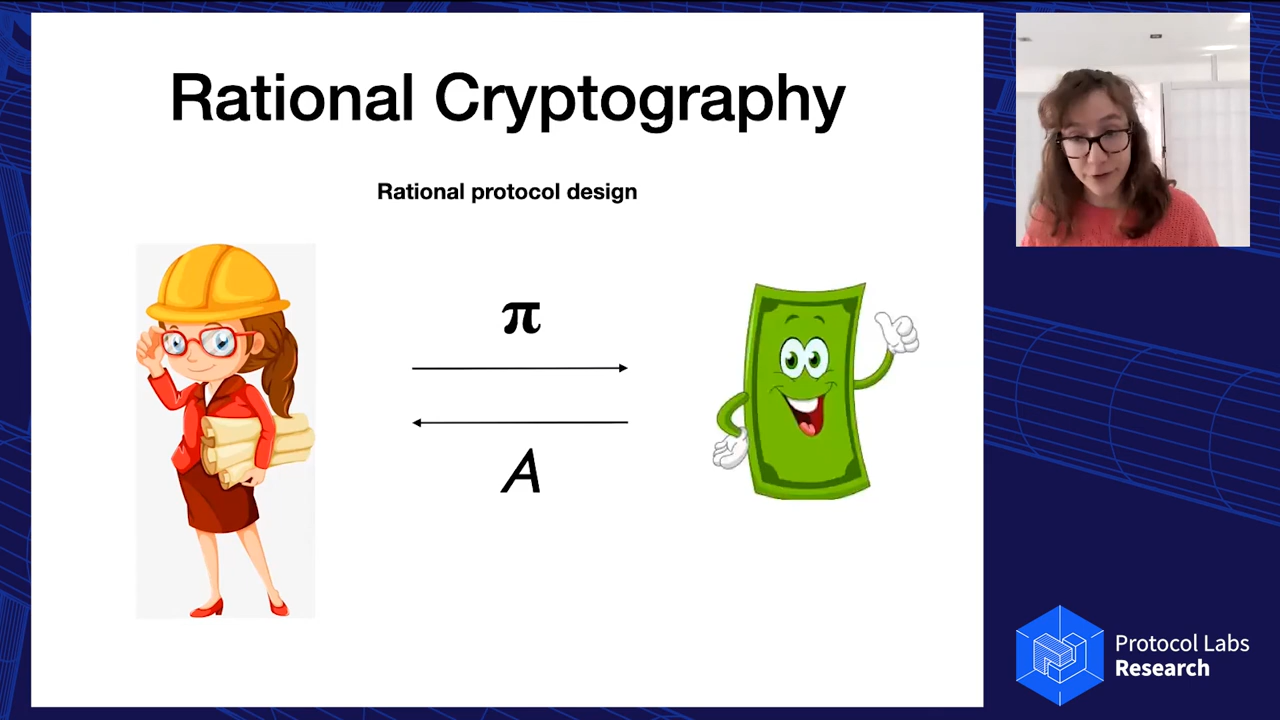 Rational Cryptography
Rational protocol design
π
A
Protocol Labs
Research